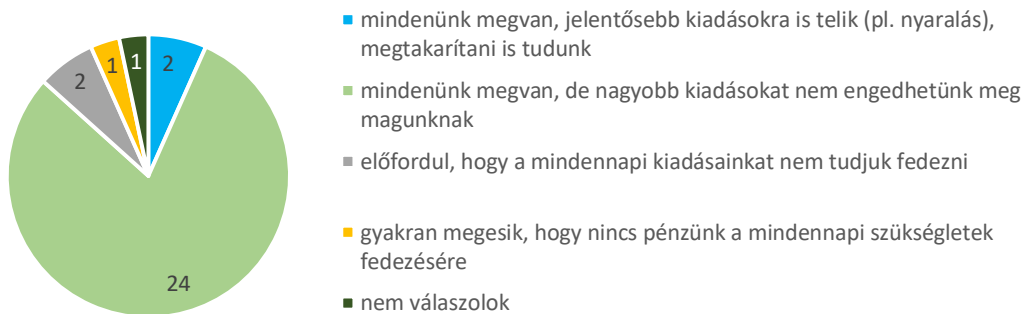 mindenünk megvan, jelentősebb kiadásokra is telik (pl. nyaralás),
megtakarítani is tudunk
mindenünk megvan, de nagyobb kiadásokat nem engedhetünk meg
magunknak
előfordul, hogy a mindennapi kiadásainkat nem tudjuk fedezni
gyakran megesik, hogy nincs pénzünk a mindennapi szükségletek
fedezésére
nem válaszolok
2
24
2
1
1